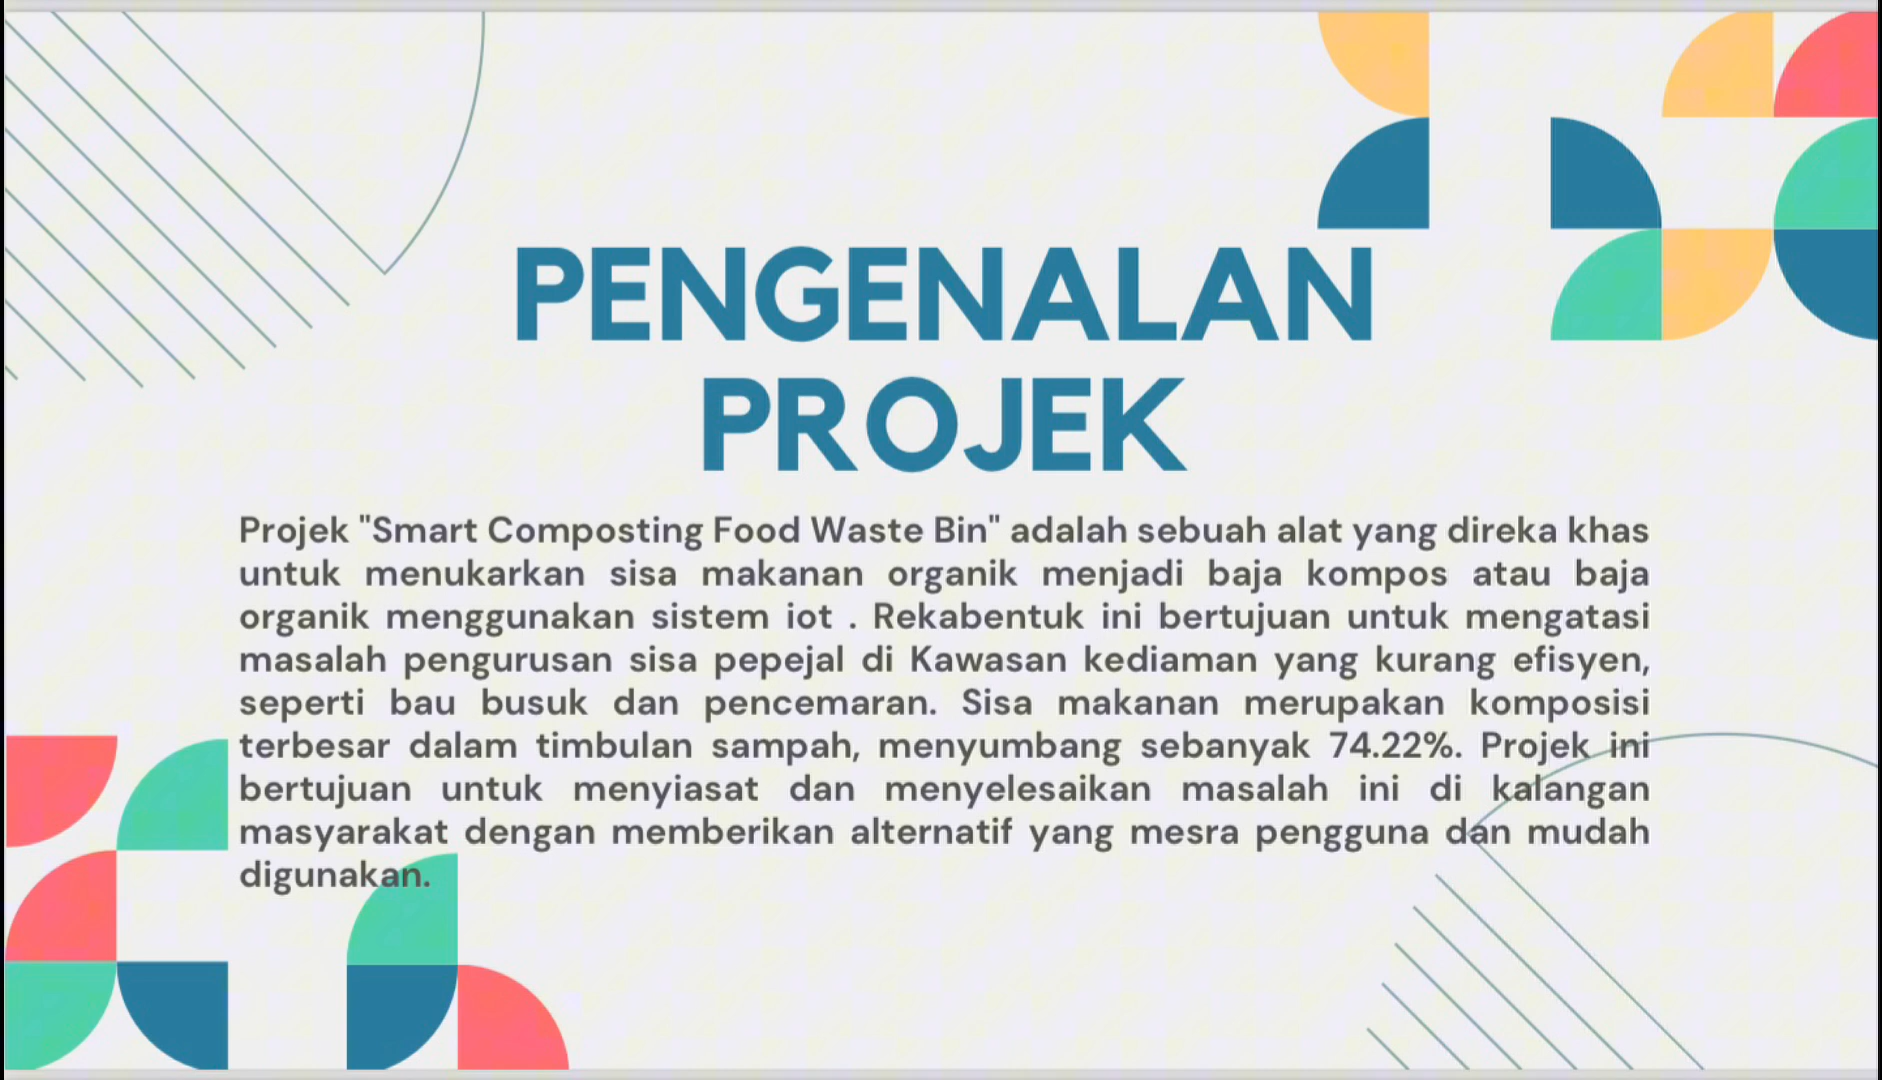 PENGENALAN
PROJEK
Projek "Smart Composting Food Waste Bin" adalah sebuah alat yang direka khas
untuk menukarkan sisa makanan organik menjadi baja kompos atau baja
organik menggunakan sistem iot . Rekabentuk ini bertujuan untuk mengatasi
masalah pengurusan sisa pepejal di Kawasan kediaman yang kurang efisyen,
seperti bau busuk dan pencemaran. Sisa makanan merupakan komposisi
terbesar dalam timbulan sampah, menyumbang sebanyak 74.22%. Projek ini
bertujuan untuk menyiasat dan menyelesaikan masalah ini di kalangan
masyarakat dengan memberikan alternatif yang mesra pengguna dan mudah
digunakan.